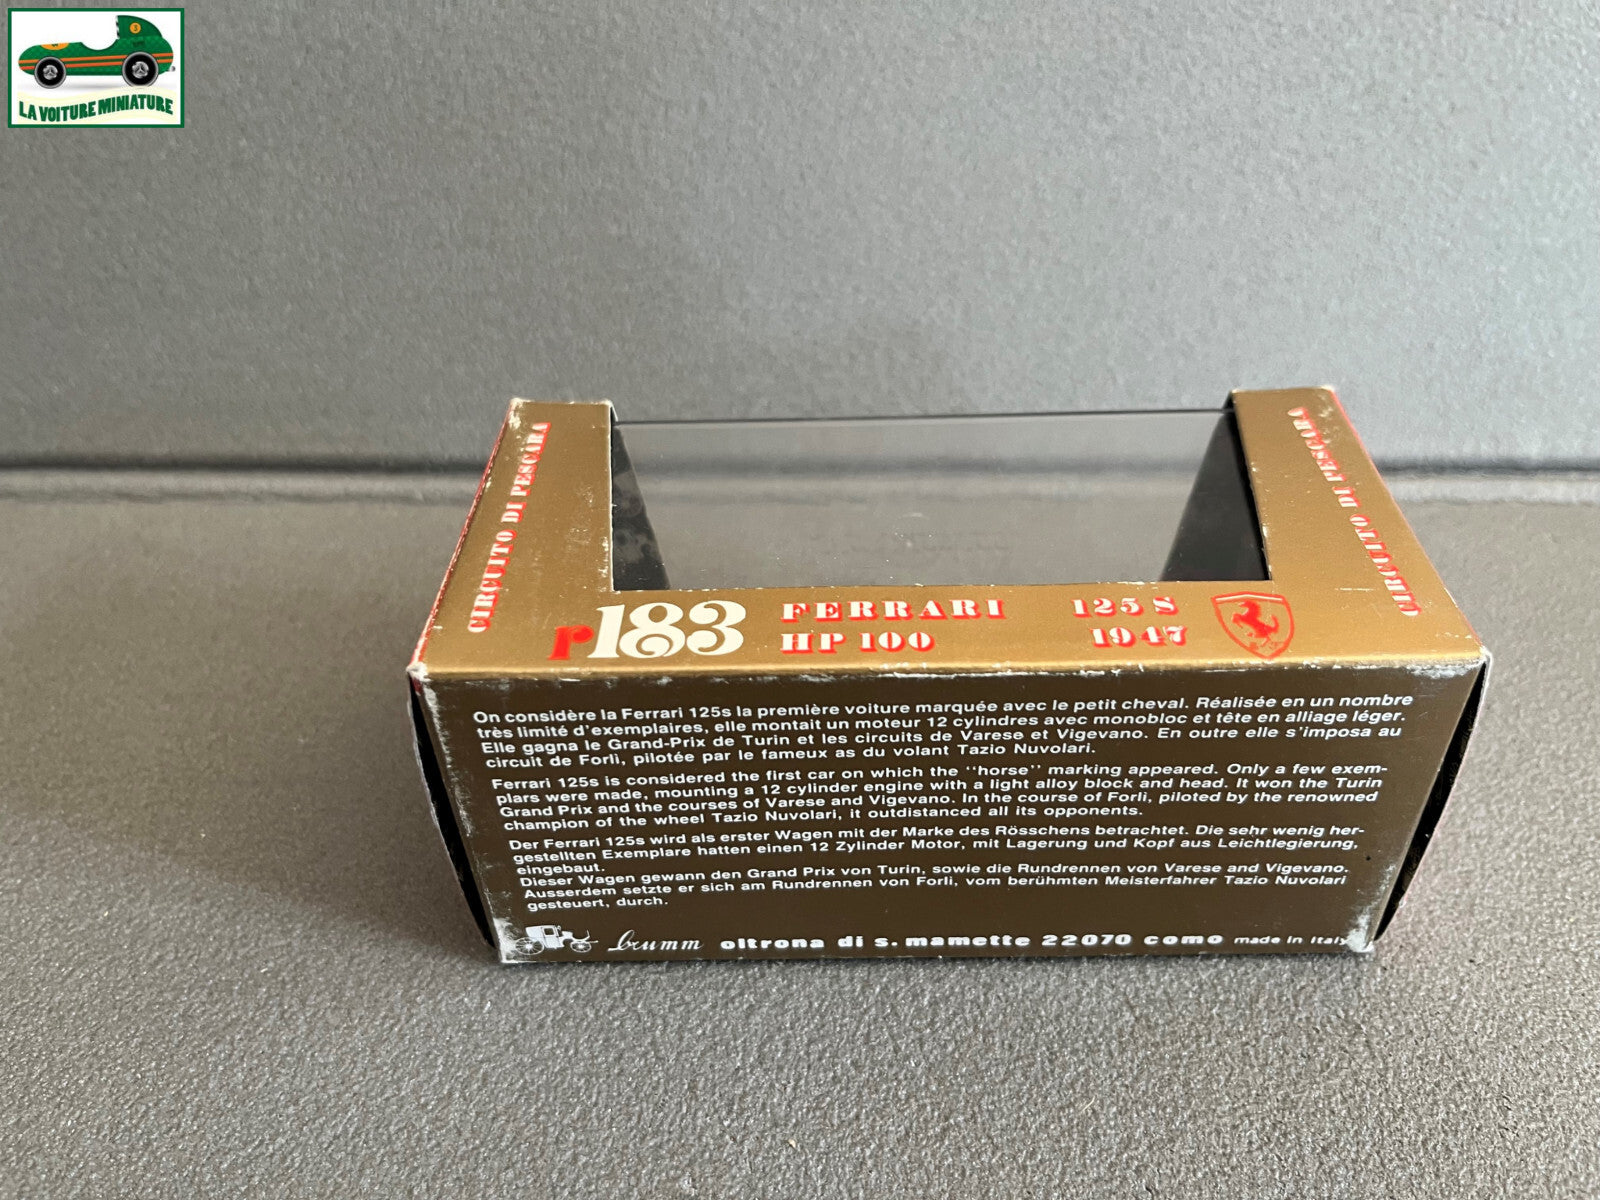 LA VOITURE MINIATURE
CIRCUITO DI PESCARA
CIRCUITO DI PESCARA
r183 FERRARI 125 S
HP 100 1947
On considère la Ferrari 125s la première voiture marquée avec le petit cheval. Réalisée en un nombre
très limité d'exemplaires, elle montait un moteur 12 cylindres avec monobloc et tête en alliage léger.
Elle gagna le Grand-Prix de Turin et les circuits de Varese et Vigevano. En outre elle s'imposa au
circuit de Forlì, pilotée par le fameux as du volant Tazio Nuvolari.
Ferrari 125s is considered the first car on which the "horse" marking appeared. Only a few exem-
plars were made, mounting a 12 cylinder engine with a light alloy block and head. It won the Turin
Grand Prix and the courses of Varese and Vigevano. In the course of Forlì, piloted by the renowned
champion of the wheel Tazio Nuvolari, it outdistanced all its opponents.
Der Ferrari 125s wird als erster Wagen mit der Marke des Rösschens betrachtet. Die sehr wenig her-
gestellten Exemplare hatten einen 12 Zylinder Motor, mit Lagerung und Kopf aus Leichtlegierung,
eingebaut.
Dieser Wagen gewann den Grand Prix von Turin, sowie die Rundrennen von Varese and Vigevano.
Ausserdem setzte er sich am Rundrennen von Forlì, vom berühmten Meisterfahrer Tazio Nuvolari
gesteuert, durch.
brumm oltrona di s. mamette 22070 como made in Italy